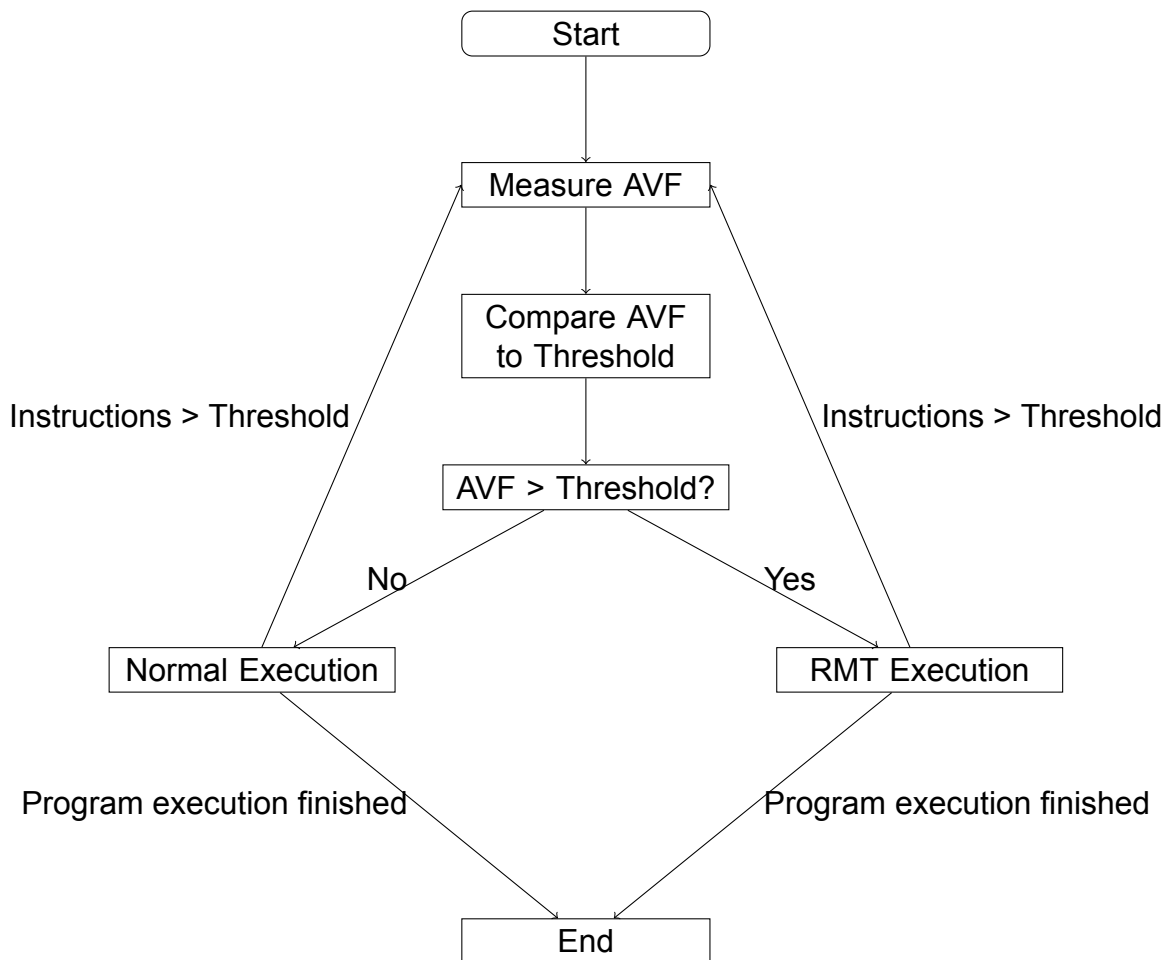 Start
Measure AVF
Compare AVF
to Threshold
Instructions > Threshold
Instructions > Threshold
AVF > Threshold?
No
Yes
Normal Execution
RMT Execution
Program execution finished
Program execution finished
End